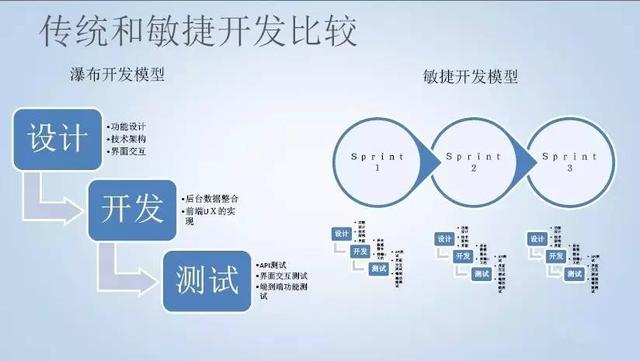 传统和敏捷开发比较
瀑布开发模型
设计
•功能设计
•技术架构
•界面交互
开发
•后台数据整合
•前端UX的实
现
测试
•API测试
•界面交互测试
•端到端功能测
试
敏捷开发模型
Sprint
1
Sprint
2
Sprint
3
设计
开发
测试
设计
开发
测试
设计
开发
测试